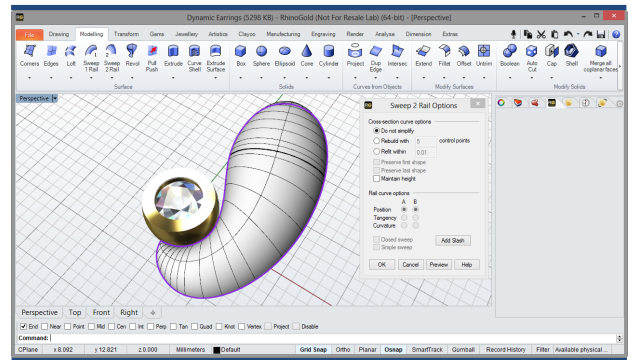 RG Dynamic Earrings (5298 KB) - RhinoGold (Not For Resale Lab) (64-bit) - [Perspective]
File Drawing Modelling Transform Gems Jewellery Artistics Clayoo Manufacturing Engraving Render Analyse Dimension Extras
Corners Edges Loft Sweep 1 Rail Sweep 2 Rail Revol Pull Push Extrude Curve Shell Extrude Surface Box Sphere Ellipsoid Cone Cylinder Project Dup Edge Intersec Extend Fillet Offset Untrim Boolean Auto Cut Cap Shell Merge all coplanar faces
Surface Solids Curves from Objects Modify Surfaces Modify Solids
Perspective
RG Sweep 2 Rail Options
Cross-section curve options
Do not simplify
Rebuild with 5 control points
Refit within 0.01
Preserve first shape
Preserve last shape
Maintain height
Rail curve options
A B
Position
Tangency
Curvature
Closed sweep Add Slash
Simple sweep
OK Cancel Preview Help
Perspective Top Front Right
End Near Point Mid Cen Int Perp Tan Quad Knot Vertex Project Disable
Command:
CPlane x 8.092 y 12.821 z 0.000 Millimeters Default Grid Snap Ortho Planar Osnap SmartTrack Gumball Record History Filter Available physical ...